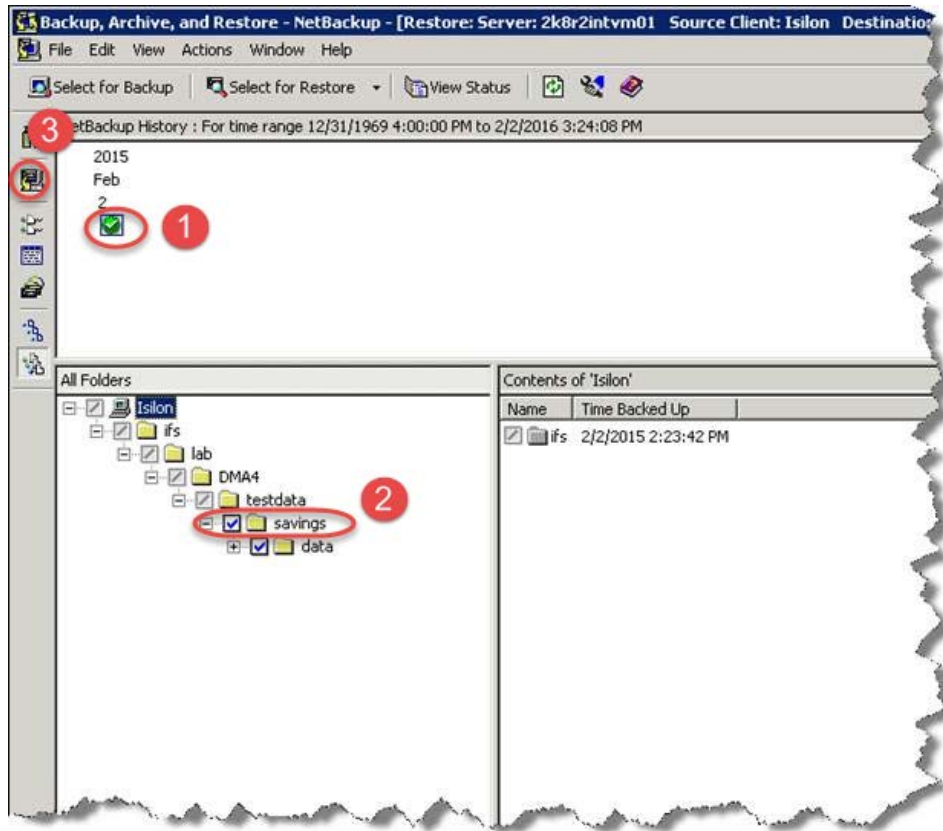 Backup, Archive, and Restore - NetBackup - [Restore: Server: 2k8r2intvm01 Source Client: Isilon Destination
File Edit View Actions Window Help
Select for Backup Select for Restore View Status
NetBackup History : For time range 12/31/1969 4:00:00 PM to 2/2/2016 3:24:08 PM
3
2015
Feb
2
1
All Folders
Isilon
ifs
lab
DMA4
testdata
savings
data
2
Contents of 'Isilon'
Name Time Backed Up
ifs 2/2/2015 2:23:42 PM